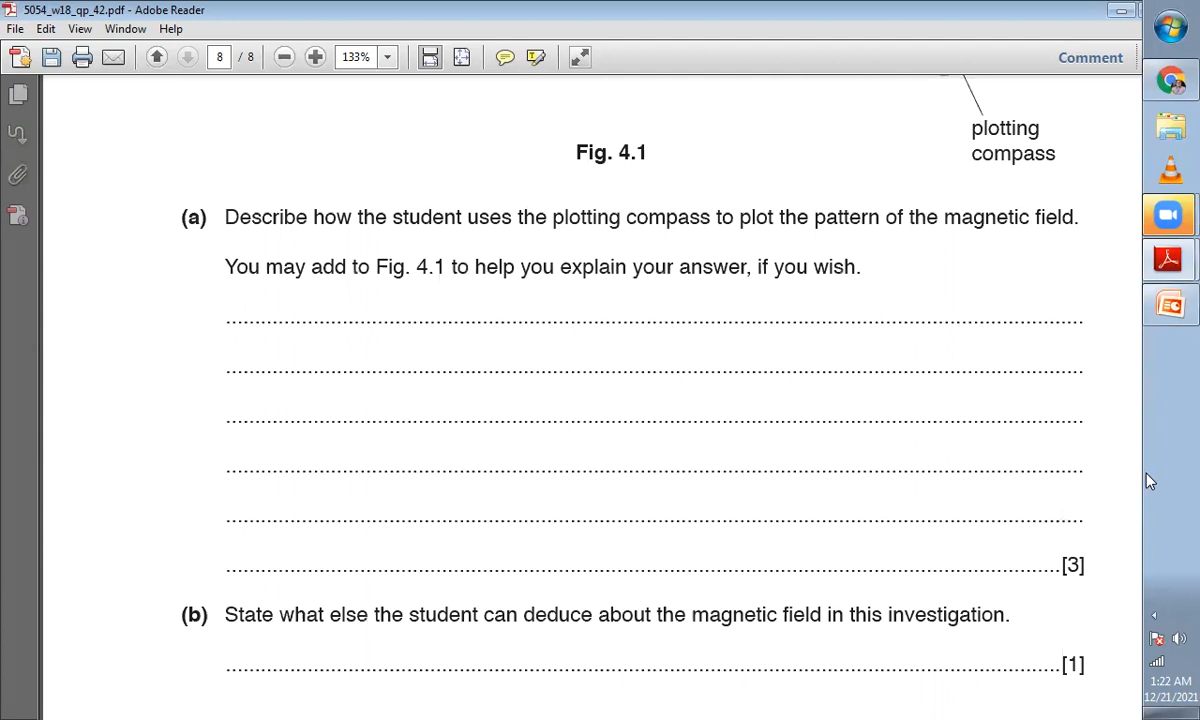 5054_w18_qp_42.pdf - Adobe Reader
File Edit View Window Help
8 / 8 133% Comment
plotting
compass
Fig. 4.1
(a) Describe how the student uses the plotting compass to plot the pattern of the magnetic field.
You may add to Fig. 4.1 to help you explain your answer, if you wish.
[3]
(b) State what else the student can deduce about the magnetic field in this investigation.
[1]
1:22 AM
12/21/2021